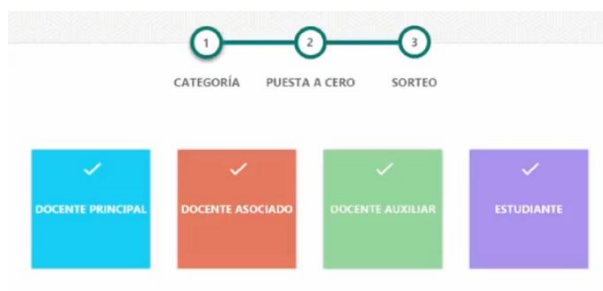 1 2 3
CATEGORÍA PUESTA A CERO SORTEO
DOCENTE PRINCIPAL DOCENTE ASOCIADO DOCENTE AUXILIAR ESTUDIANTE